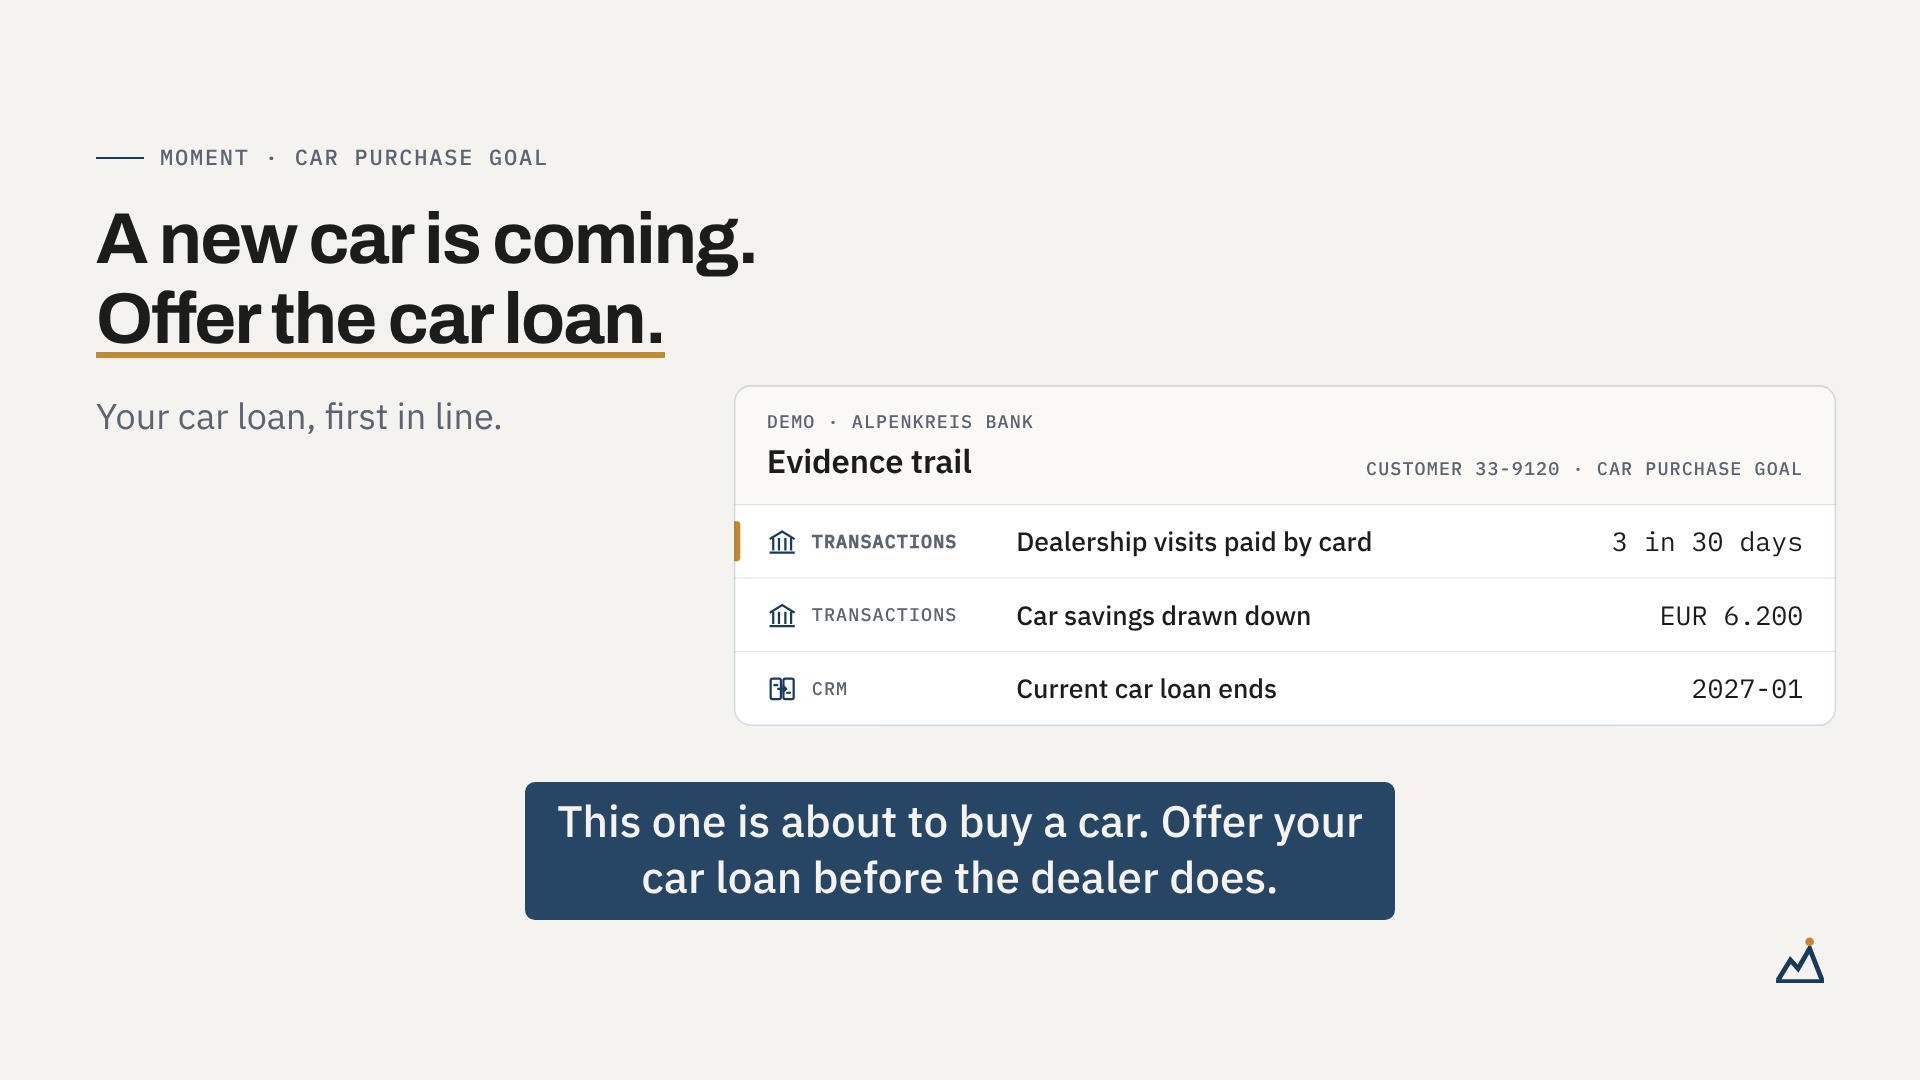 MOMENT · CAR PURCHASE GOAL
A new car is coming.
Offer the car loan.
Your car loan, first in line.
DEMO · ALPENKREIS BANK
Evidence trail
CUSTOMER 33-9120 · CAR PURCHASE GOAL
TRANSACTIONS Dealership visits paid by card 3 in 30 days
TRANSACTIONS Car savings drawn down EUR 6.200
CRM Current car loan ends 2027-01
This one is about to buy a car. Offer your
car loan before the dealer does.